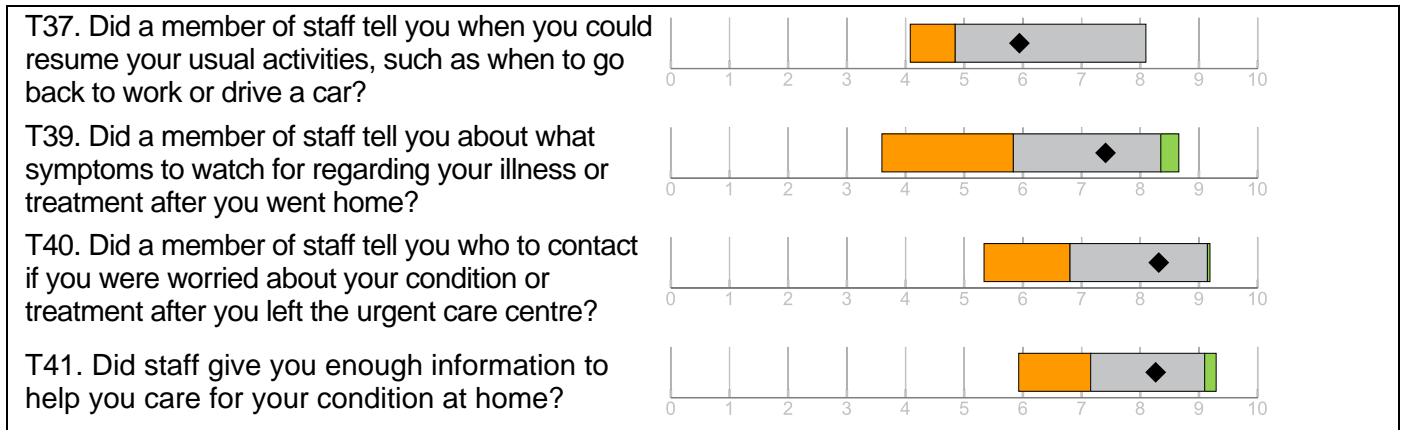 T37. Did a member of staff tell you when you could
resume your usual activities, such as when to go
back to work or drive a car?
0 1 2 3 4 5 6 7 8 9 10
T39. Did a member of staff tell you about what
symptoms to watch for regarding your illness or
treatment after you went home?
0 1 2 3 4 5 6 7 8 9 10
T40. Did a member of staff tell you who to contact
if you were worried about your condition or
treatment after you left the urgent care centre?
0 1 2 3 4 5 6 7 8 9 10
T41. Did staff give you enough information to
help you care for your condition at home?
0 1 2 3 4 5 6 7 8 9 10